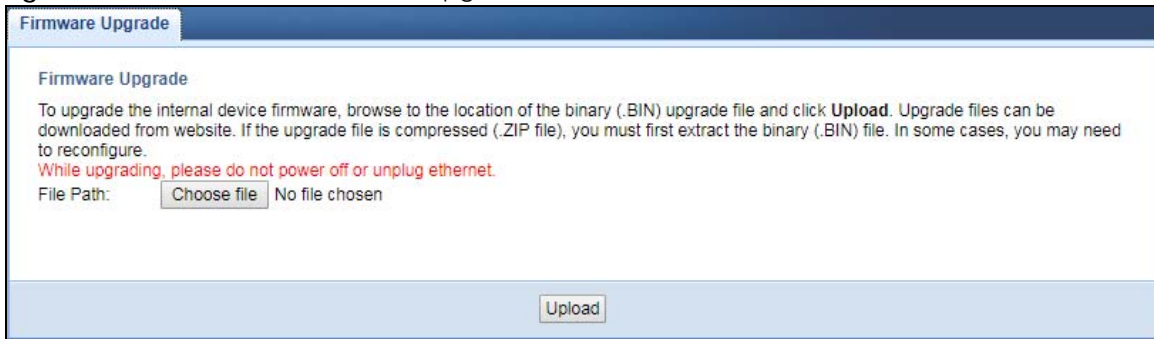 Firmware Upgrade
Firmware Upgrade
To upgrade the internal device firmware, browse to the location of the binary (.BIN) upgrade file and click Upload. Upgrade files can be
downloaded from website. If the upgrade file is compressed (.ZIP file), you must first extract the binary (.BIN) file. In some cases, you may need
to reconfigure.
While upgrading, please do not power off or unplug ethernet.
File Path: Choose file No file chosen
Upload